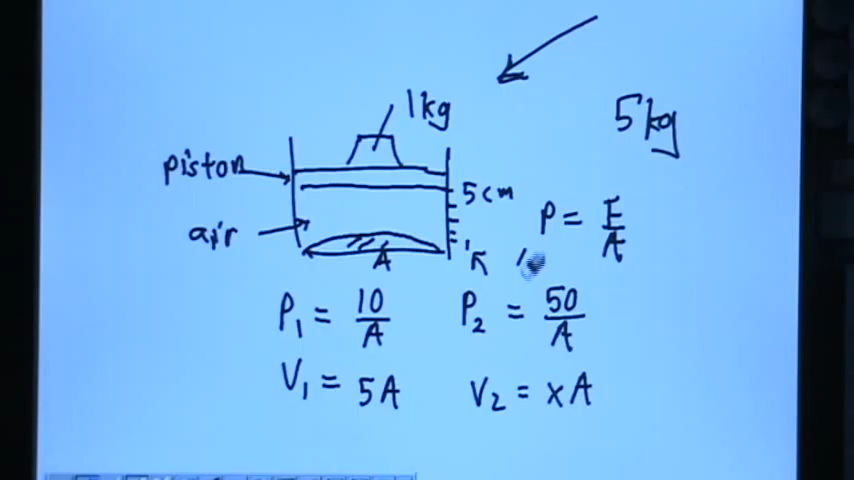 1kg
5kg
piston
5cm
P = F/A
air
A
P₁ = 10/A
P₂ = 50/A
V₁ = 5A
V₂ = xA